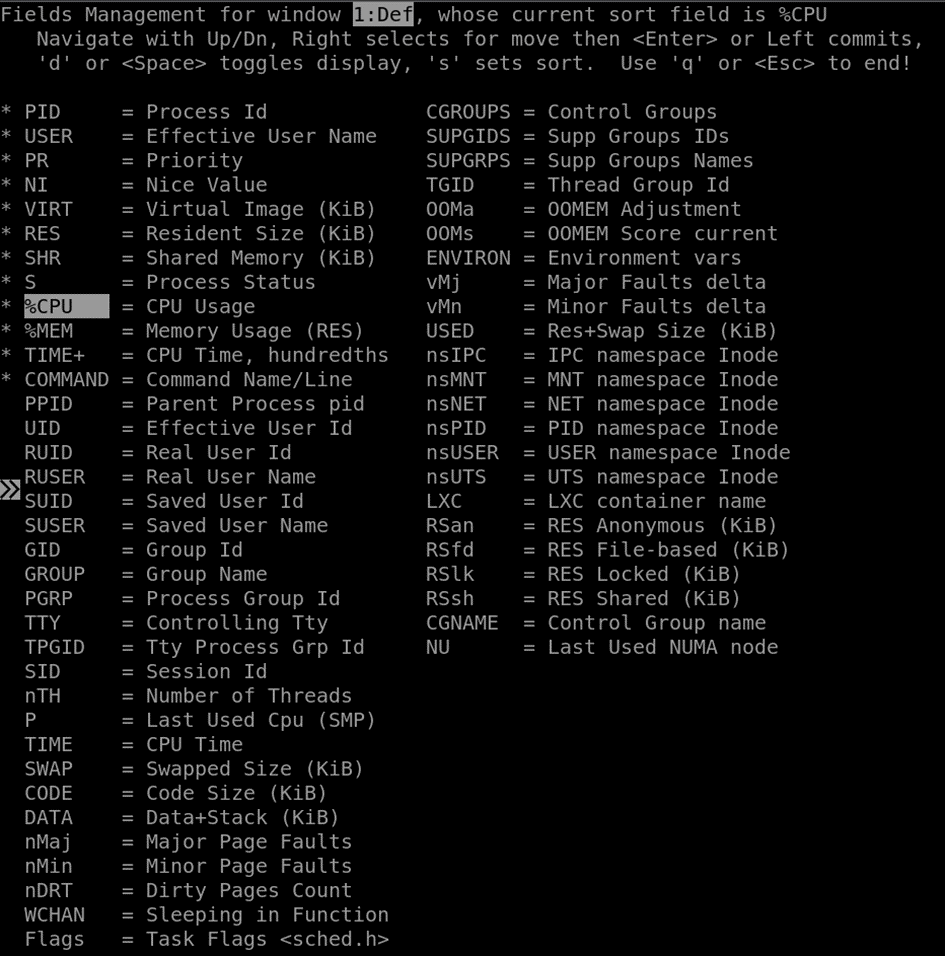 Fields Management for window 1:Def, whose current sort field is %CPU
   Navigate with Up/Dn, Right selects for move then <Enter> or Left commits,
   'd' or <Space> toggles display, 's' sets sort.  Use 'q' or <Esc> to end!

* PID     = Process Id             CGROUPS = Control Groups
* USER    = Effective User Name    SUPGIDS = Supp Groups IDs
* PR      = Priority               SUPGRPS = Supp Groups Names
* NI      = Nice Value             TGID    = Thread Group Id
* VIRT    = Virtual Image (KiB)    OOMa    = OOMEM Adjustment
* RES     = Resident Size (KiB)    OOMs    = OOMEM Score current
* SHR     = Shared Memory (KiB)    ENVIRON = Environment vars
* S       = Process Status         vMj     = Major Faults delta
* %CPU    = CPU Usage              vMn     = Minor Faults delta
* %MEM    = Memory Usage (RES)     USED    = Res+Swap Size (KiB)
* TIME+   = CPU Time, hundredths   nsIPC   = IPC namespace Inode
* COMMAND = Command Name/Line      nsMNT   = MNT namespace Inode
  PPID    = Parent Process pid     nsNET   = NET namespace Inode
  UID     = Effective User Id      nsPID   = PID namespace Inode
  RUID    = Real User Id           nsUSER  = USER namespace Inode
  RUSER   = Real User Name         nsUTS   = UTS namespace Inode
  SUID    = Saved User Id          LXC     = LXC container name
  SUSER   = Saved User Name        RSan    = RES Anonymous (KiB)
  GID     = Group Id               RSfd    = RES File-based (KiB)
  GROUP   = Group Name             RSlk    = RES Locked (KiB)
  PGRP    = Process Group Id       RSsh    = RES Shared (KiB)
  TTY     = Controlling Tty        CGNAME  = Control Group name
  TPGID   = Tty Process Grp Id     NU      = Last Used NUMA node
  SID     = Session Id
  nTH     = Number of Threads
  P       = Last Used Cpu (SMP)
  TIME    = CPU Time
  SWAP    = Swapped Size (KiB)
  CODE    = Code Size (KiB)
  DATA    = Data+Stack (KiB)
  nMaj    = Major Page Faults
  nMin    = Minor Page Faults
  nDRT    = Dirty Pages Count
  WCHAN   = Sleeping in Function
  Flags   = Task Flags <sched.h>